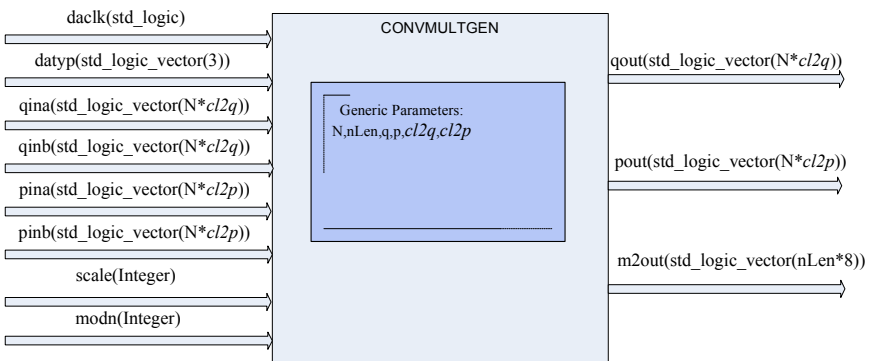 daclk(std_logic)
datyp(std_logic_vector(3))
qina(std_logic_vector(N*cl2q))
qinb(std_logic_vector(N*cl2q))
pina(std_logic_vector(N*cl2p))
pinb(std_logic_vector(N*cl2p))
scale(Integer)
modn(Integer)
CONVMULTGEN
Generic Parameters:
N,nLen,q,p,cl2q,cl2p
qout(std_logic_vector(N*cl2q))
pout(std_logic_vector(N*cl2p))
m2out(std_logic_vector(nLen*8))